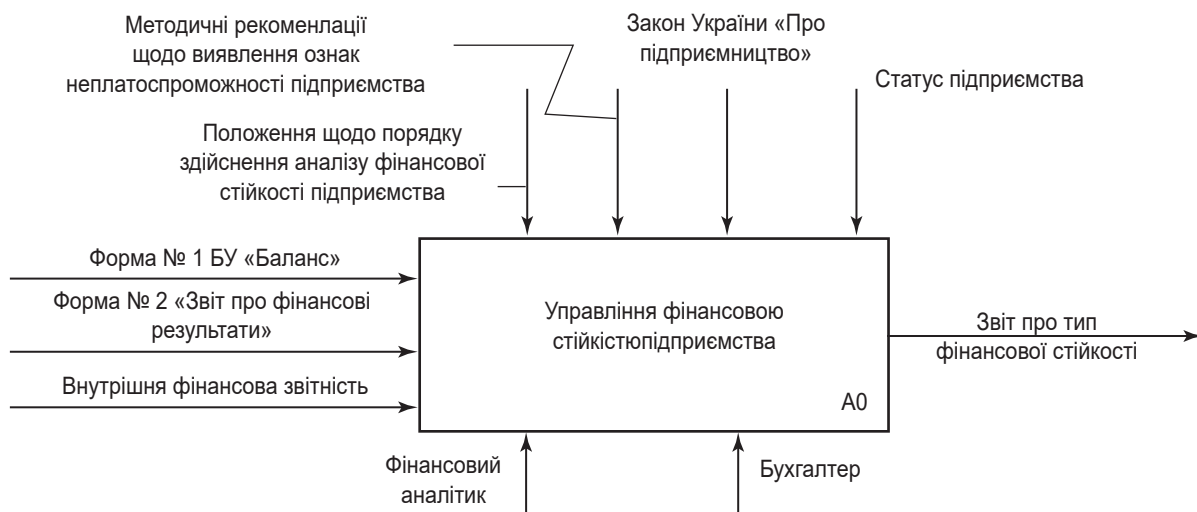 Методичні рекоменлації
щодо виявлення ознак
неплатоспроможності підприємства
Закон України «Про
підприємництво»
Статус підприємства
Положення щодо порядку
здійснення аналізу фінансової
стійкості підприємства
Форма № 1 БУ «Баланс»
Форма № 2 «Звіт про фінансові
результати»
Внутрішня фінансова звітність
Управління фінансовою
стійкістюпідприємства
А0
Звіт про тип
фінансової стійкості
Фінансовий
аналітик
Бухгалтер